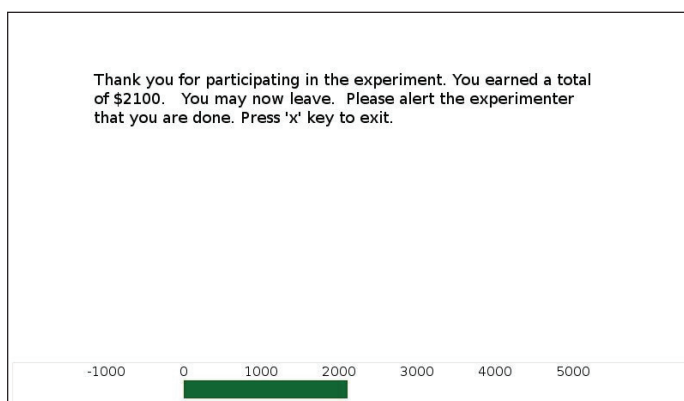 Thank you for participating in the experiment. You earned a total
of $2100.   You may now leave.  Please alert the experimenter
that you are done. Press 'x' key to exit.
-1000 0 1000 2000 3000 4000 5000